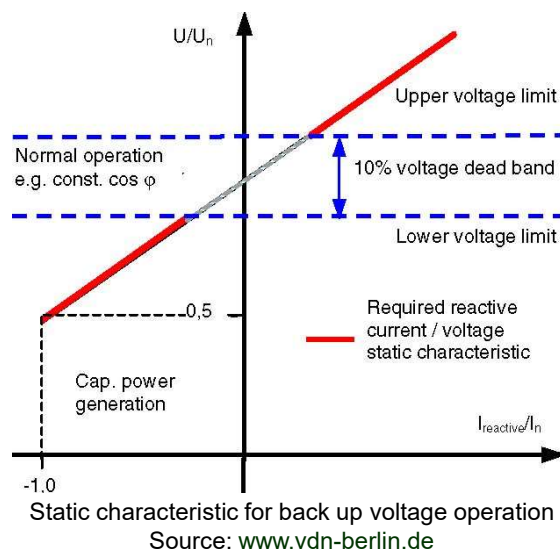 U/Uₙ
Upper voltage limit
Normal operation
e.g. const. cos φ
10% voltage dead band
Lower voltage limit
0,5
Required reactive
current / voltage
static characteristic
Cap. power
generation
Iᵣₑₐcₜᵢᵥₑ/Iₙ
-1,0
Static characteristic for back up voltage operation
Source: www.vdn-berlin.de